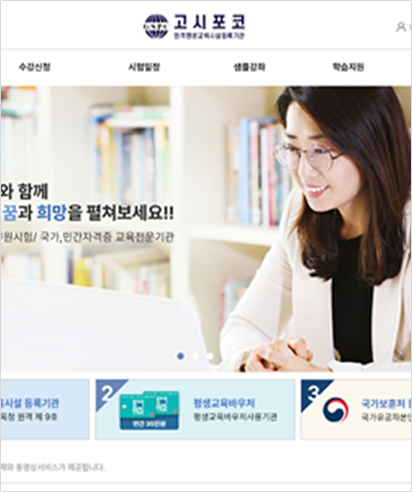 고시포코
원격평생교육시설등록기관
수강신청
시험일정
샘플강좌
학습지원
와 함께
꿈과 희망을 펼쳐보세요!!
무원시험/ 국가,민간자격증 교육전문기관
시설 등록기관
육청 원격 제 9호
2
평생교육바우처
평생교육바우처사용기관
3
국가보훈처
국가유공자본인
동영상서비스가 제공됩니다.